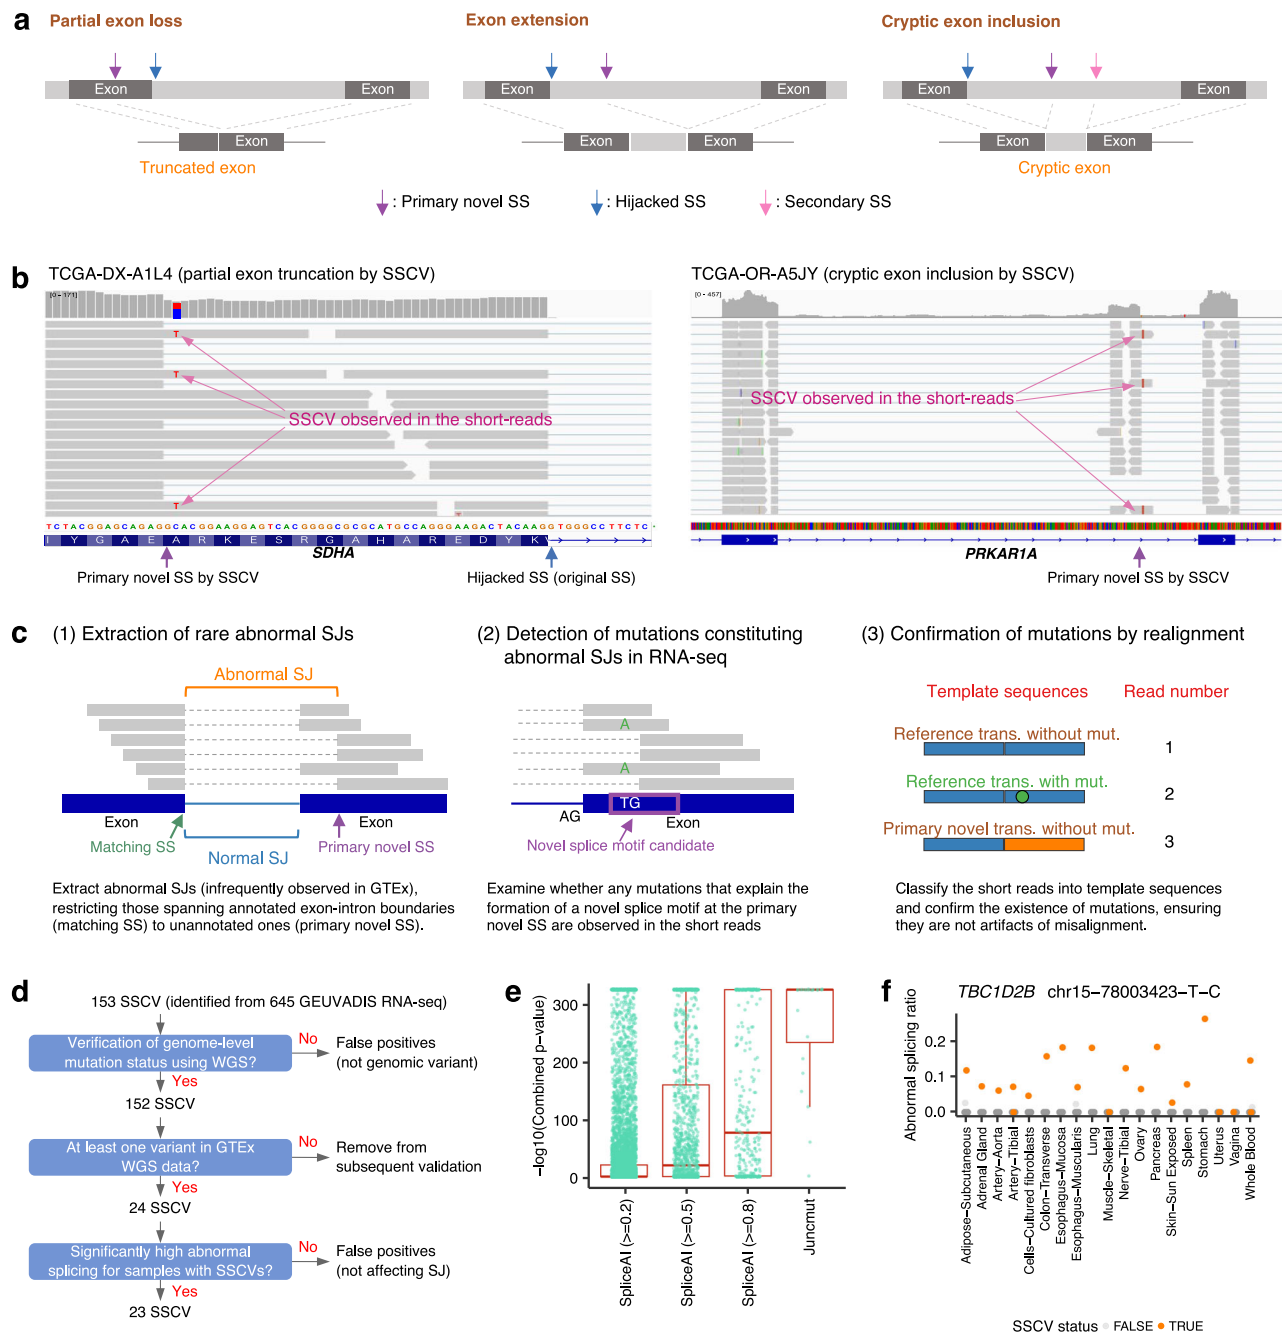 a
Partial exon loss
Exon extension
Cryptic exon inclusion
Exon
Exon
Exon
Exon
Exon
Exon
Exon
Exon
Exon
Exon
Exon
Truncated exon
Cryptic exon
: Primary novel SS
: Hijacked SS
: Secondary SS
b
TCGA-DX-A1L4 (partial exon truncation by SSCV)
[0 - 171]
T
T
SSCV observed in the short-reads
T
TCTACGGAGCAGAGGCACGGAAGGAGTCACGGGGCGCGCATGCCAGGGAAGACTACAAGGTGGGCCTTCTC
I Y G A E A R K E S R G A H A R E D Y K
SDHA
Primary novel SS by SSCV
Hijacked SS (original SS)
TCGA-OR-A5JY (cryptic exon inclusion by SSCV)
[0 - 457]
SSCV observed in the short-reads
PRKAR1A
Primary novel SS by SSCV
c
(1) Extraction of rare abnormal SJs
Abnormal SJ
Exon
Exon
Matching SS
Normal SJ
Primary novel SS
Extract abnormal SJs (infrequently observed in GTEx),
restricting those spanning annotated exon-intron boundaries
(matching SS) to unannotated ones (primary novel SS).
(2) Detection of mutations constituting
abnormal SJs in RNA-seq
A
A
TG
AG
Exon
Novel splice motif candidate
Examine whether any mutations that explain the
formation of a novel splice motif at the primary
novel SS are observed in the short reads
(3) Confirmation of mutations by realignment
Template sequences
Read number
Reference trans. without mut.
1
Reference trans. with mut.
2
Primary novel trans. without mut.
3
Classify the short reads into template sequences
and confirm the existence of mutations, ensuring
they are not artifacts of misalignment.
d
153 SSCV (identified from 645 GEUVADIS RNA-seq)
Verification of genome-level
mutation status using WGS?
No
False positives
(not genomic variant)
Yes
152 SSCV
At least one variant in GTEx
WGS data?
No
Remove from
subsequent validation
Yes
24 SSCV
Significantly high abnormal
splicing for samples with SSCVs?
No
False positives
(not affecting SJ)
Yes
23 SSCV
e
-log10(Combined p-value)
300
200
100
0
SpliceAI (>=0.2)
SpliceAI (>=0.5)
SpliceAI (>=0.8)
Juncmut
f
TBC1D2B chr15−78003423−T−C
Abnormal splicing ratio
0.2
0.1
0.0
Adipose−Subcutaneous
Adrenal Gland
Artery−Aorta
Artery−Tibial
Cells−Cultured fibroblasts
Colon−Transverse
Esophagus−Mucosa
Esophagus−Muscularis
Lung
Muscle−Skeletal
Nerve−Tibial
Ovary
Pancreas
Skin−Sun Exposed
Spleen
Stomach
Uterus
Vagina
Whole Blood
SSCV status FALSE TRUE